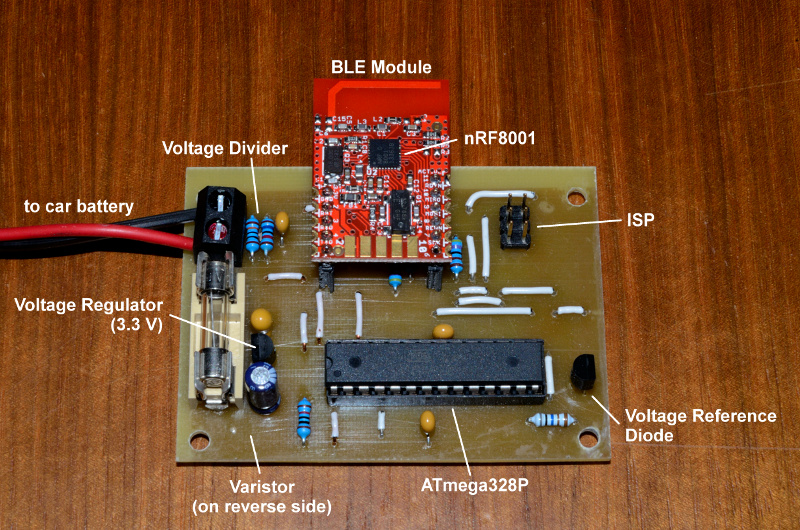 BLE Module
nRF8001
Voltage Divider
to car battery
ISP
Voltage Regulator
(3.3 V)
Voltage Reference
Diode
ATmega328P
Varistor
(on reverse side)